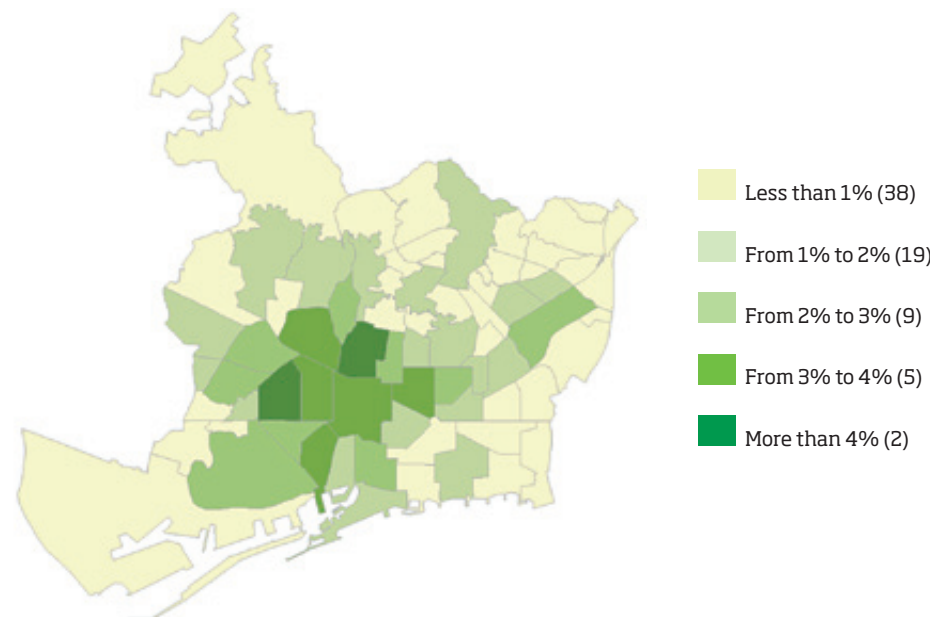 Less than 1% (38)
From 1% to 2% (19)
From 2% to 3% (9)
From 3% to 4% (5)
More than 4% (2)